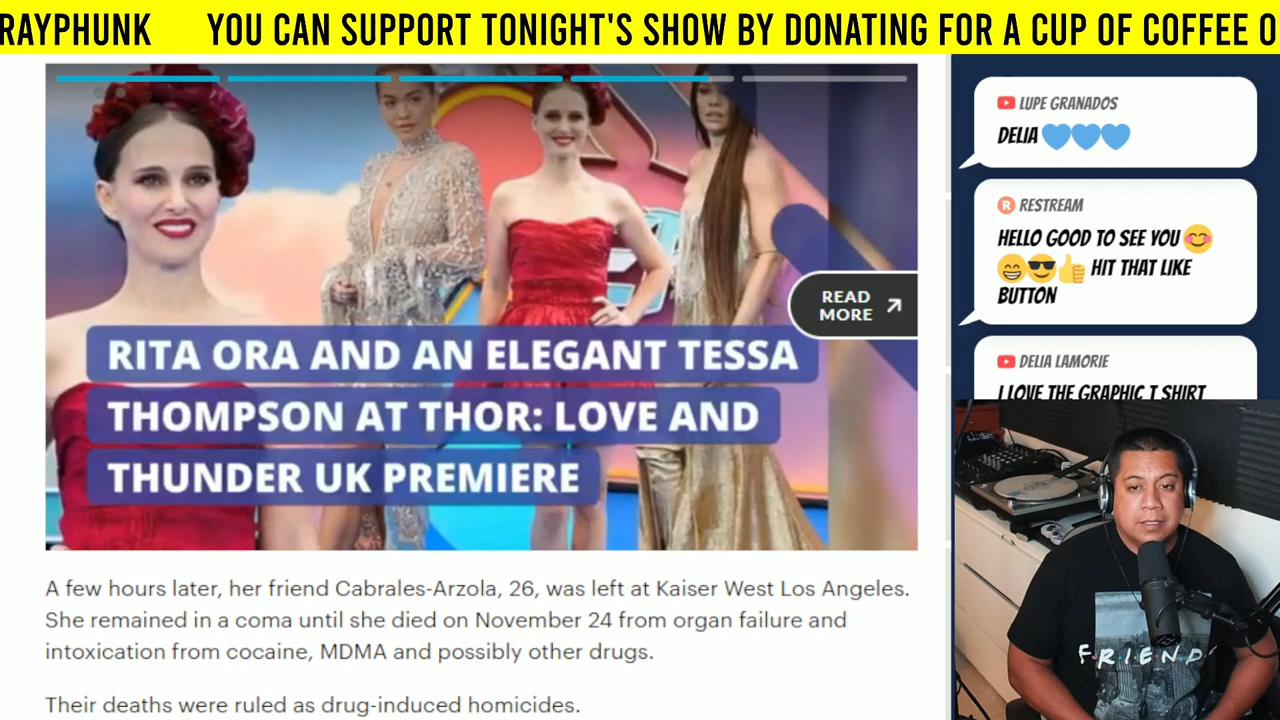 RAYPHUNK YOU CAN SUPPORT TONIGHT'S SHOW BY DONATING FOR A CUP OF COFFEE O
READ
MORE
RITA ORA AND AN ELEGANT TESSA
THOMPSON AT THOR: LOVE AND
THUNDER UK PREMIERE
A few hours later, her friend Cabrales-Arzola, 26, was left at Kaiser West Los Angeles.
She remained in a coma until she died on November 24 from organ failure and
intoxication from cocaine, MDMA and possibly other drugs.
Their deaths were ruled as drug-induced homicides.
LUPE GRANADOS
DELIA 💙💙💙
RESTREAM
HELLO GOOD TO SEE YOU 😊
😁😎👍 HIT THAT LIKE
BUTTON
DELIA LAMORIE
I LOVE THE GRAPHIC T SHIRT
FRIENDS